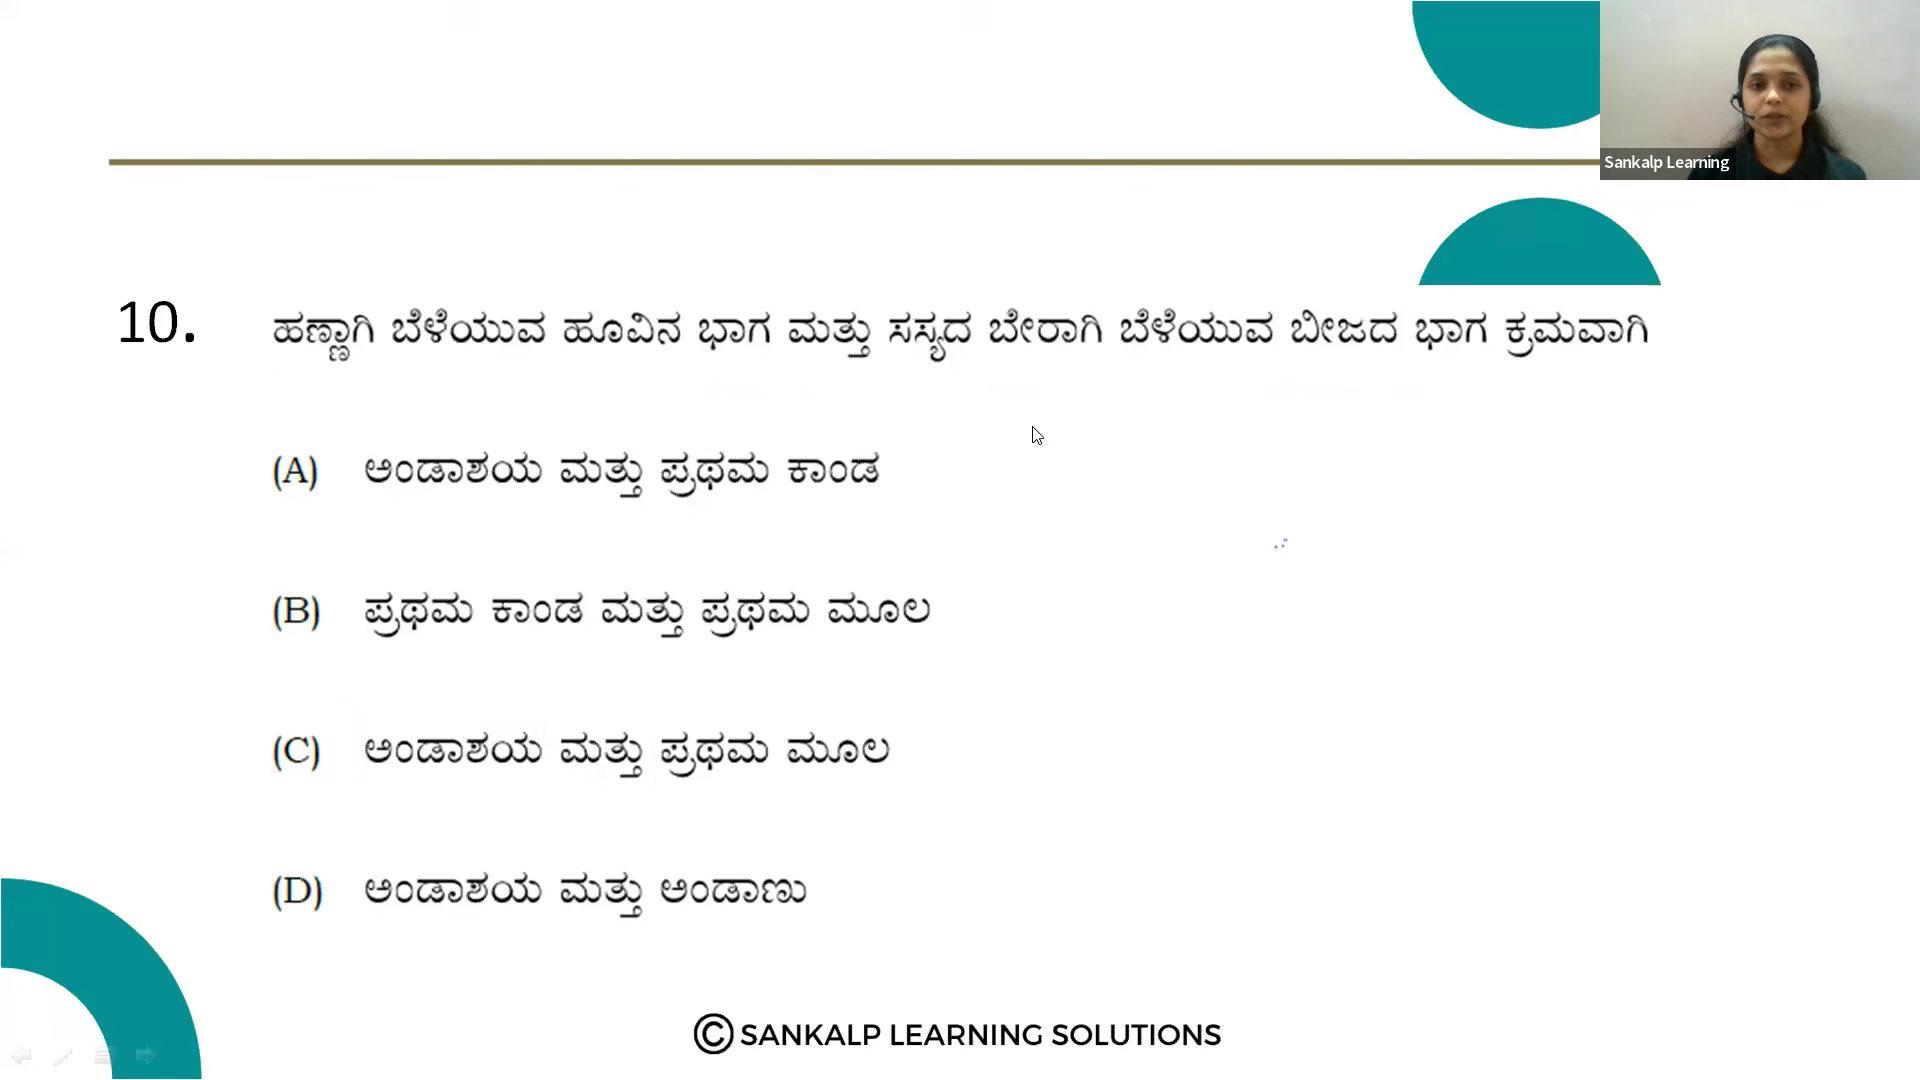 Sankalp Learning
10. ಹಣ್ಣಾಗಿ ಬೆಳೆಯುವ ಹೂವಿನ ಭಾಗ ಮತ್ತು ಸಸ್ಯದ ಬೇರಾಗಿ ಬೆಳೆಯುವ ಬೀಜದ ಭಾಗ ಕ್ರಮವಾಗಿ
(A) ಅಂಡಾಶಯ ಮತ್ತು ಪ್ರಥಮ ಕಾಂಡ
(B) ಪ್ರಥಮ ಕಾಂಡ ಮತ್ತು ಪ್ರಥಮ ಮೂಲ
(C) ಅಂಡಾಶಯ ಮತ್ತು ಪ್ರಥಮ ಮೂಲ
(D) ಅಂಡಾಶಯ ಮತ್ತು ಅಂಡಾಣು
© SANKALP LEARNING SOLUTIONS